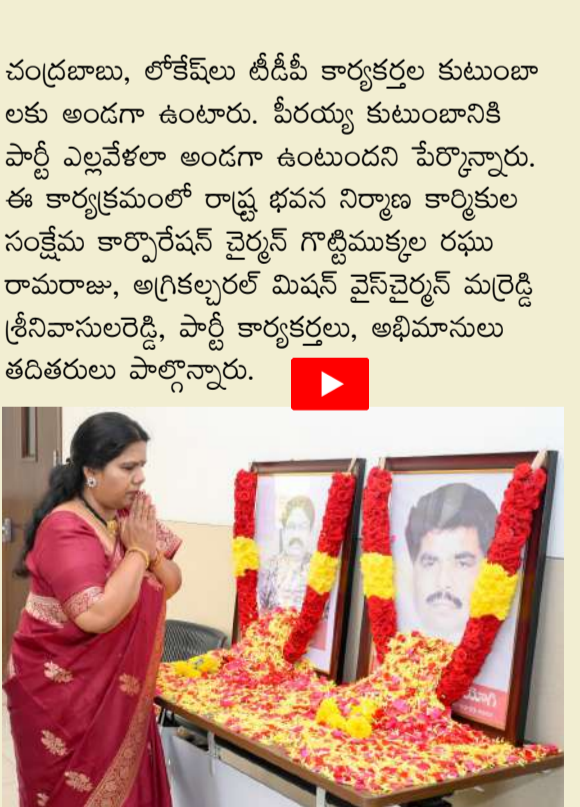 చంద్రబాబు, లోకేష్‌లు టీడీపీ కార్యకర్తల కుటుంబా
లకు అండగా ఉంటారు. పీరయ్య కుటుంబానికి
పార్టీ ఎల్లవేళలా అండగా ఉంటుందని పేర్కొన్నారు.
ఈ కార్యక్రమంలో రాష్ట్ర భవన నిర్మాణ కార్మికుల
సంక్షేమ కార్పొరేషన్ చైర్మన్ గొట్టిముక్కల రఘు
రామరాజు, అగ్రికల్చరల్ మిషన్ వైస్‌చైర్మన్ మర్రెడ్డి
శ్రీనివాసులరెడ్డి, పార్టీ కార్యకర్తలు, అభిమానులు
తదితరులు పాల్గొన్నారు.